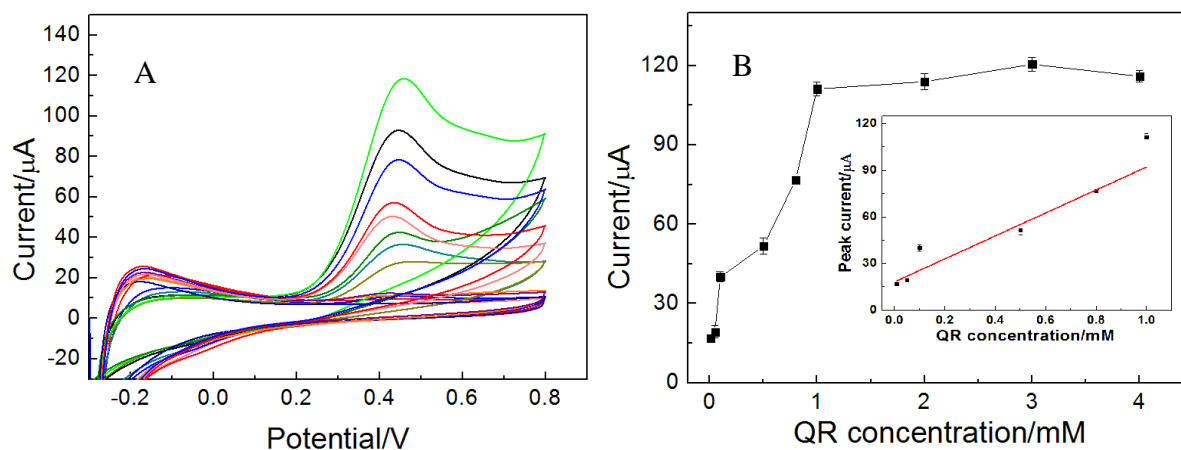 A
140
120
100
80
60
40
20
0
-20
Current/μA
-0.2 0.0 0.2 0.4 0.6 0.8
Potential/V
B
150
120
90
60
30
0
Current/μA
0 1 2 3 4
QR concentration/mM
120
90
60
30
0
Peak current/μA
0.0 0.2 0.4 0.6 0.8 1.0
QR concentration/mM